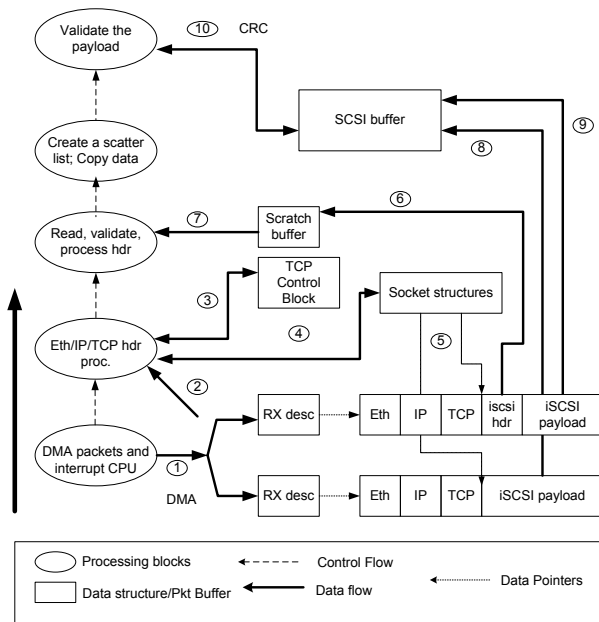 Validate the
payload
10
CRC
SCSI buffer
9
8
Create a scatter
list; Copy data
6
7
Read, validate,
process hdr
Scratch
buffer
TCP
Control
Block
3
Socket structures
4
5
Eth/IP/TCP hdr
proc.
2
RX desc
Eth
IP
TCP
iscsi
hdr
iSCSI
payload
DMA packets and
interrupt CPU
1
DMA
RX desc
Eth
IP
TCP
iSCSI payload
Processing blocks
Control Flow
Data structure/Pkt Buffer
Data flow
Data Pointers